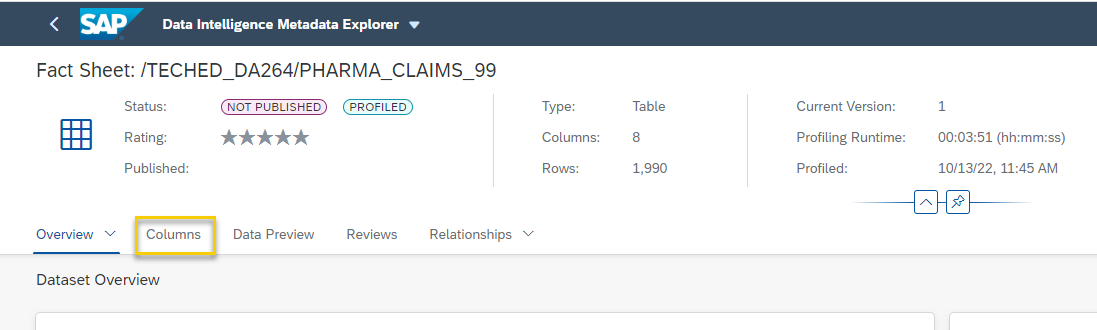 SAP Data Intelligence Metadata Explorer
Fact Sheet: /TECHED_DA264/PHARMA_CLAIMS_99
Status: NOT PUBLISHED PROFILED
Rating:
Published:
Type: Table
Columns: 8
Rows: 1,990
Current Version: 1
Profiling Runtime: 00:03:51 (hh:mm:ss)
Profiled: 10/13/22, 11:45 AM
Overview Columns Data Preview Reviews Relationships
Dataset Overview